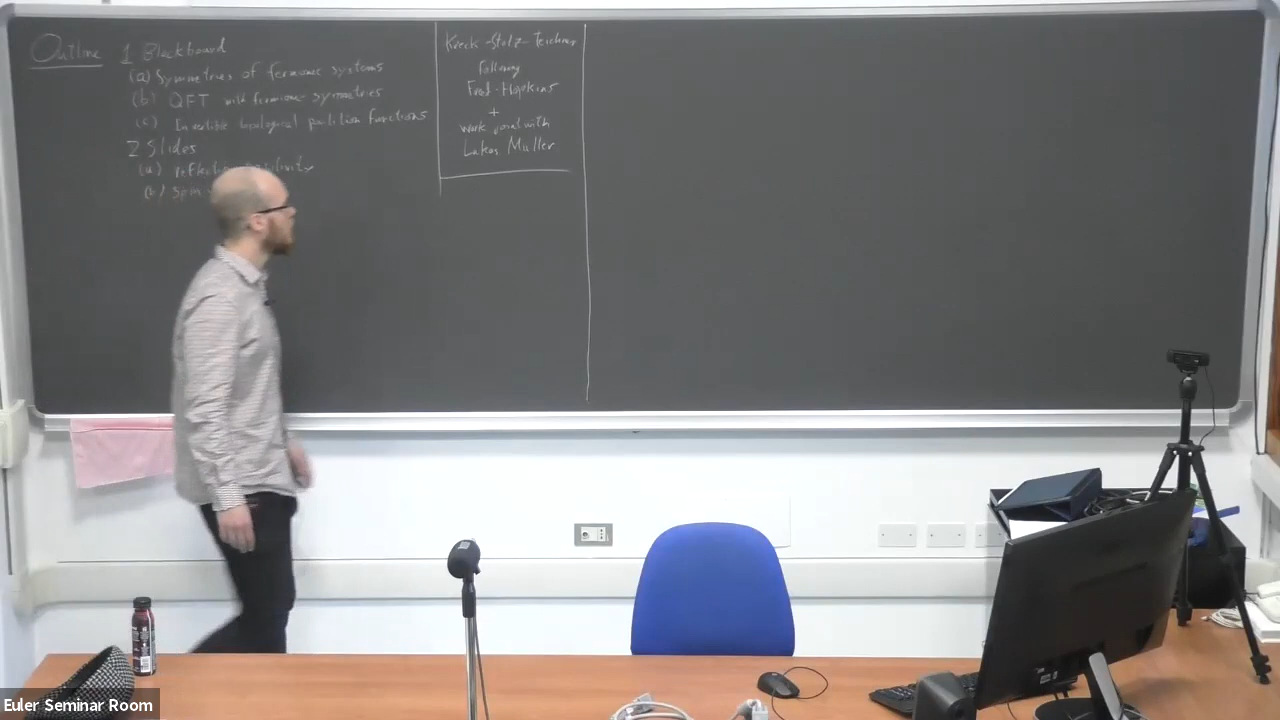 Outline 1 Blackboard
(a) Symmetries of fermionic systems
(b) QFT with fermionic symmetries
(c) Invertible topological partition functions
2 Slides
(a) reflection positivity
(b) spin
Kreck-Stolz-Teichner
following
Freed-Hopkins
+
work joint with
Lukas Müller
Euler Seminar Room